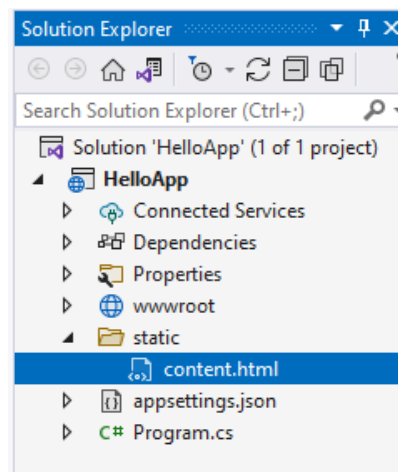 Solution Explorer
Search Solution Explorer (Ctrl+;)
Solution 'HelloApp' (1 of 1 project)
HelloApp
Connected Services
Dependencies
Properties
wwwroot
static
content.html
appsettings.json
C# Program.cs